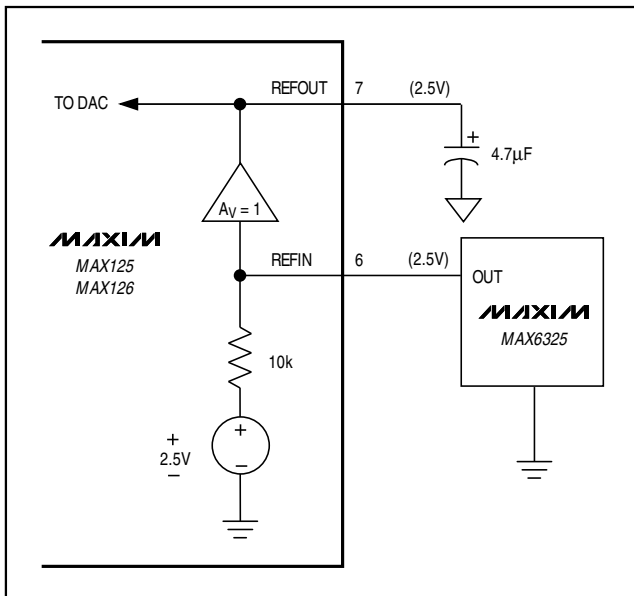 REFOUT 7 (2.5V)
TO DAC
+
4.7µF
AV = 1
MAXIM
MAX125
MAX126
REFIN 6 (2.5V)
OUT
MAXIM
MAX6325
10k
+
2.5V
−
+
−